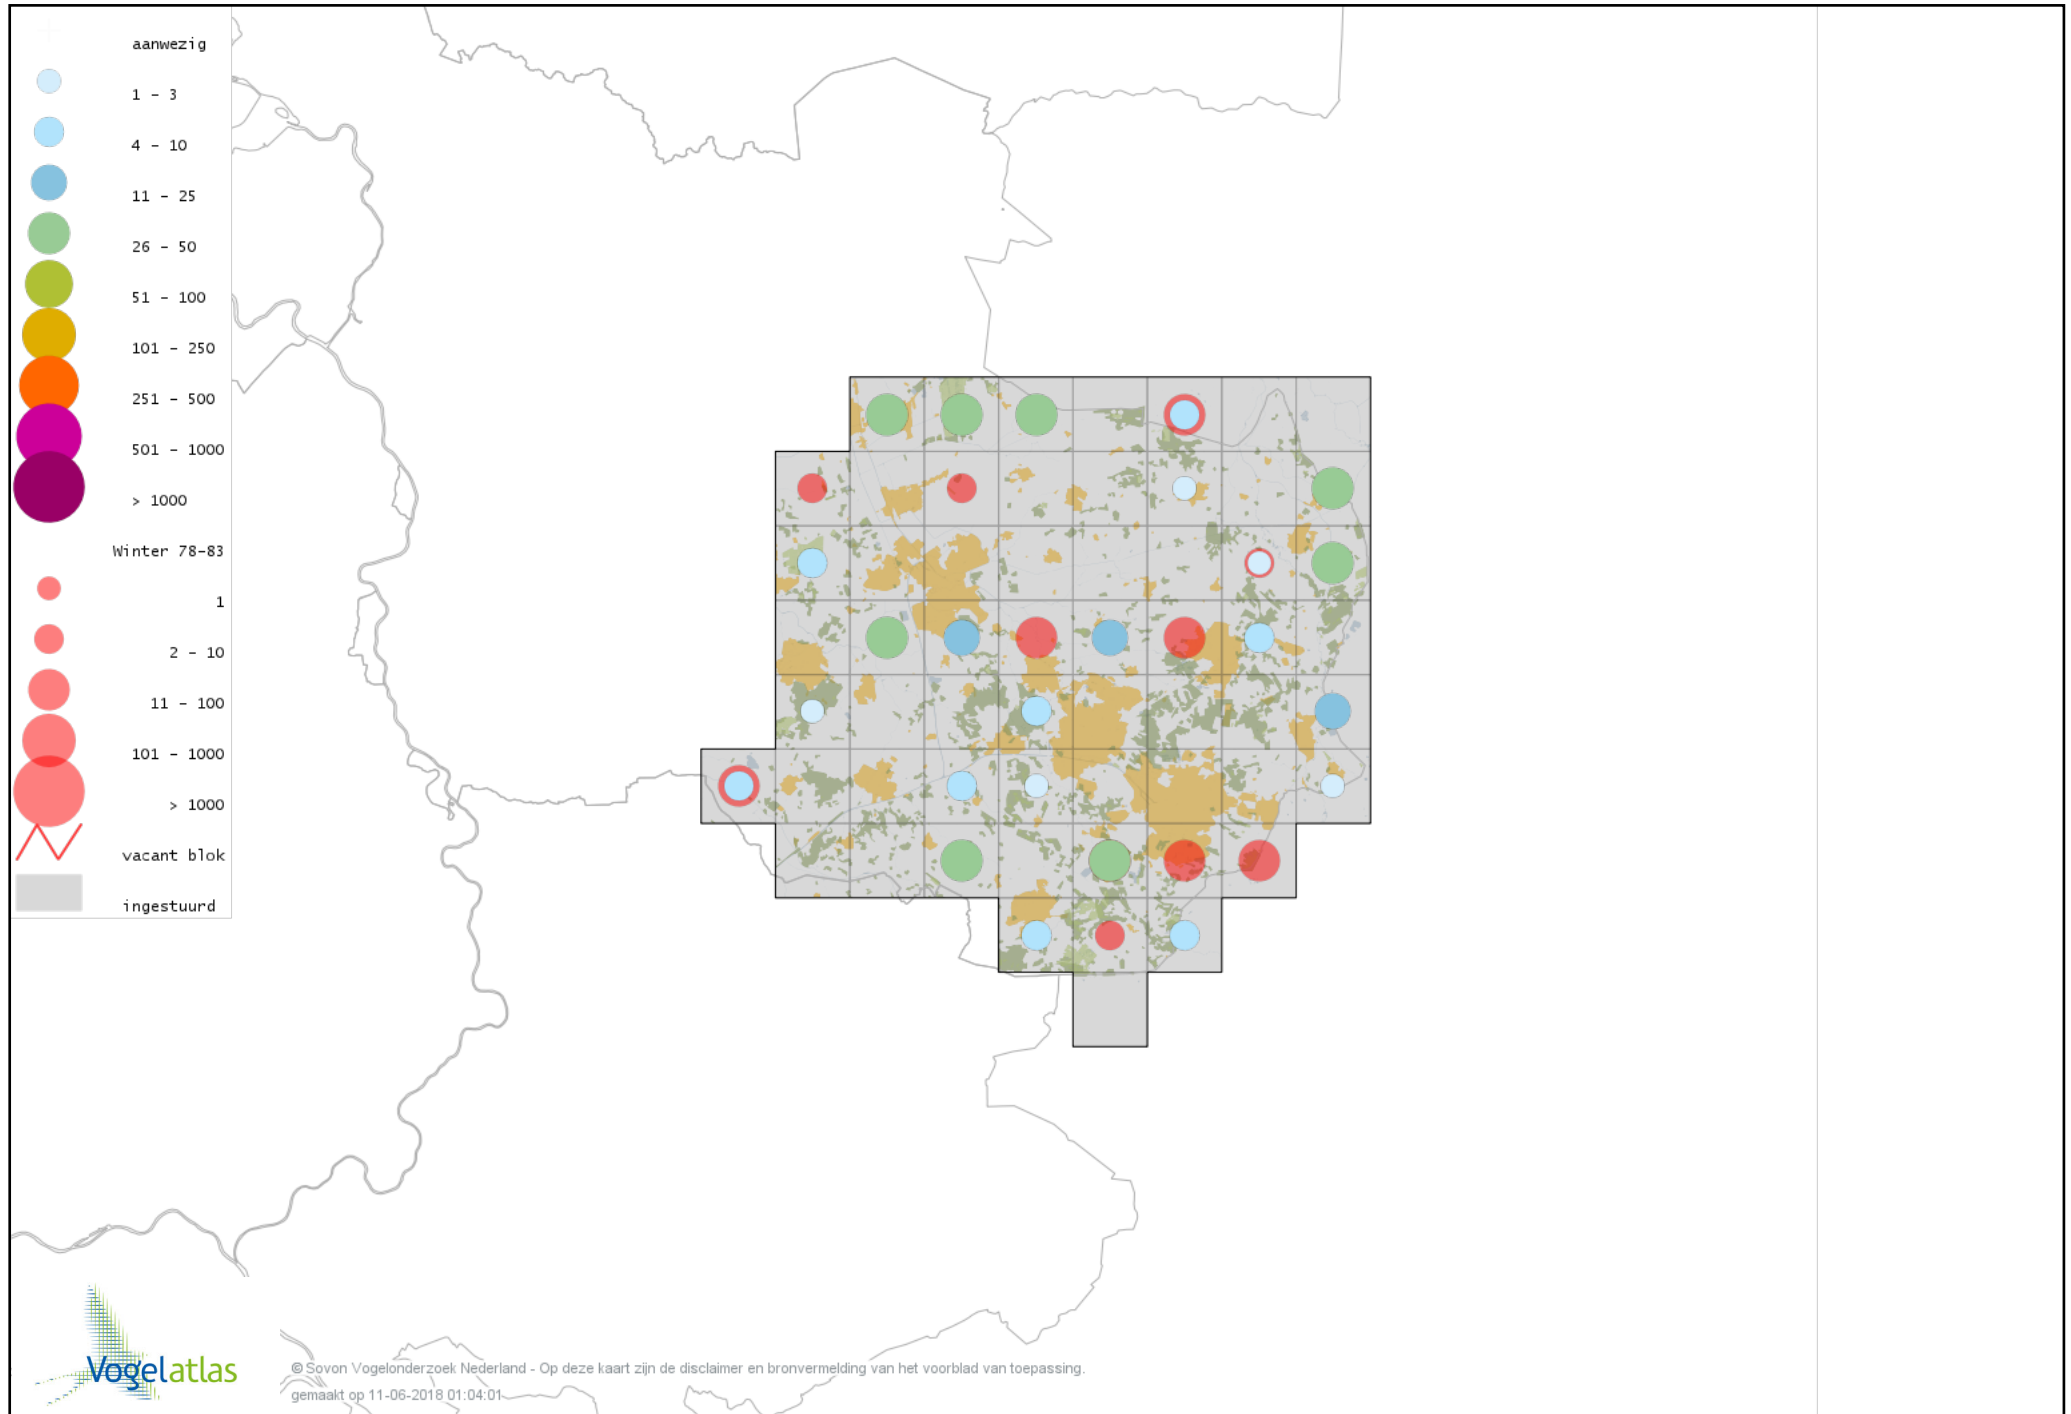 aanwezig
1 - 3
4 - 10
11 - 25
26 - 50
51 - 100
101 - 250
251 - 500
501 - 1000
> 1000
Winter 78-83
1
2 - 10
11 - 100
101 - 1000
> 1000
vacant blok
ingestuurd
Vogelatlas
© Sovon Vogelonderzoek Nederland - Op deze kaart zijn de disclaimer en bronvermelding van het voorblad van toepassing.
gemaakt op 11-06-2018 01:04:01